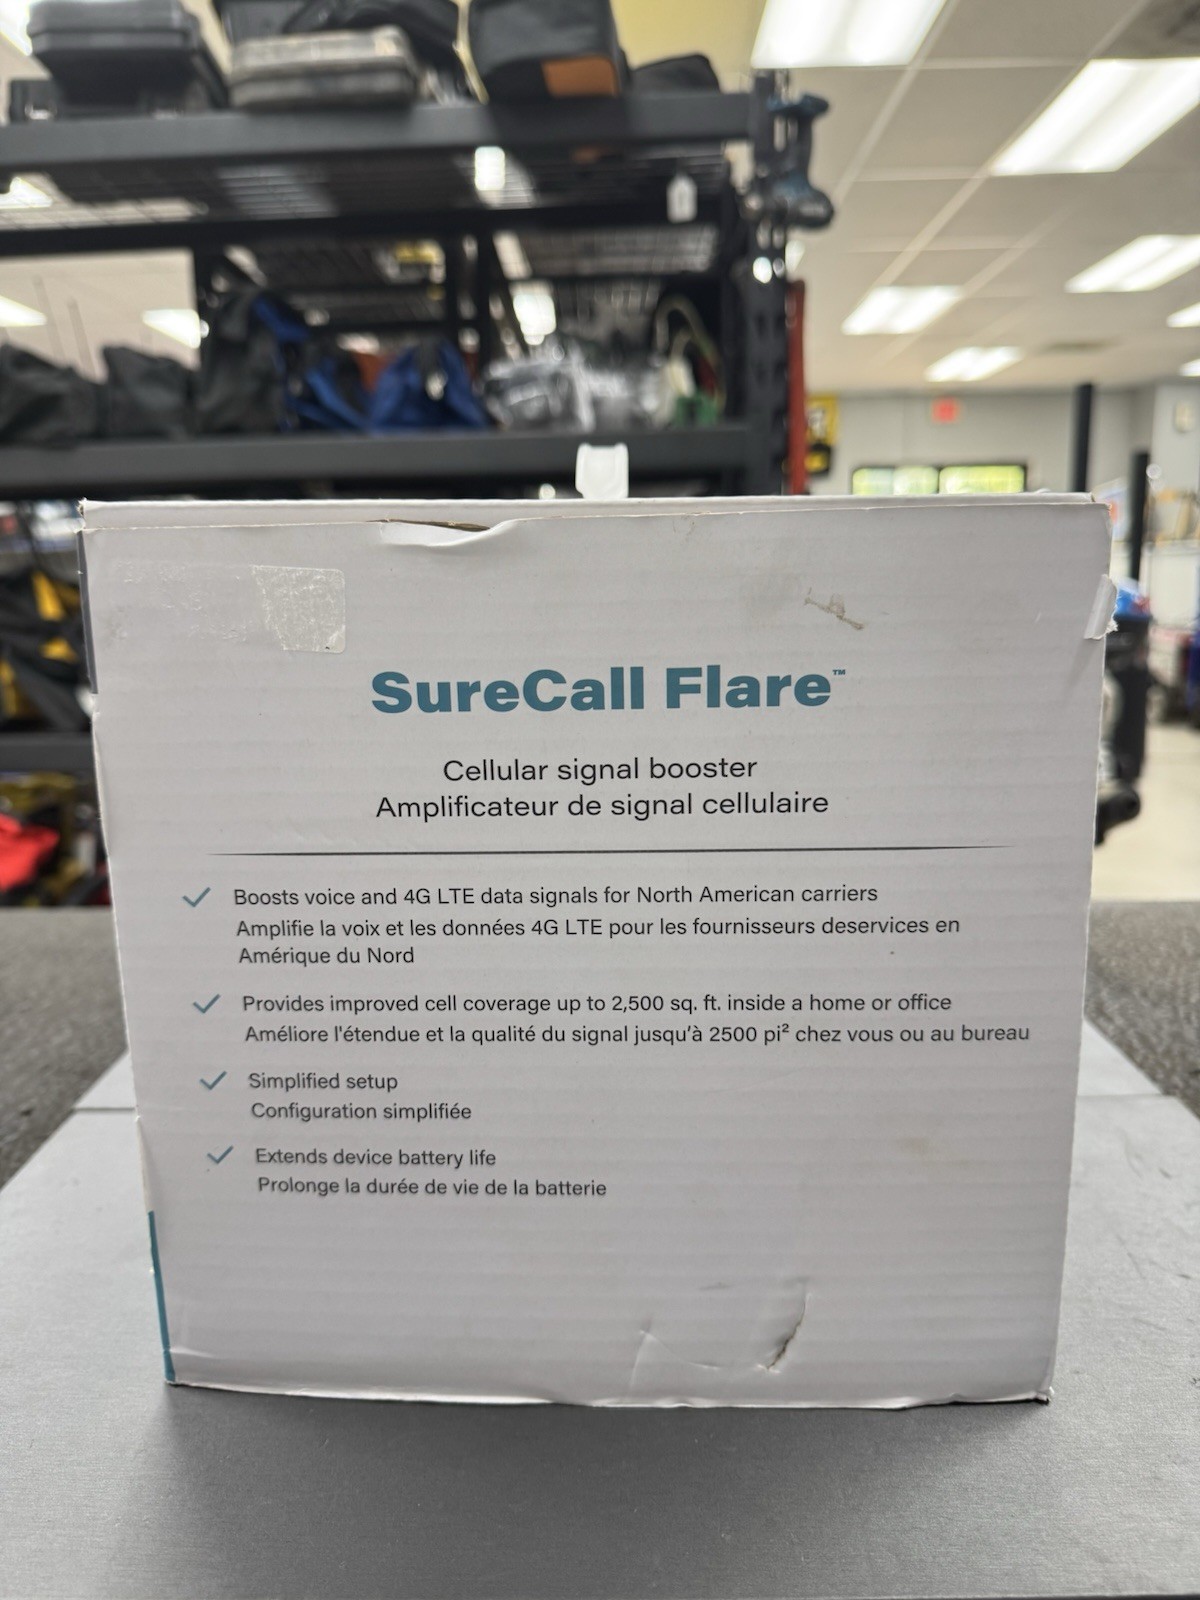 SureCall Flare™
Cellular signal booster
Amplificateur de signal cellulaire
Boosts voice and 4G LTE data signals for North American carriers
Amplifie la voix et les données 4G LTE pour les fournisseurs deservices en
Amérique du Nord
Provides improved cell coverage up to 2,500 sq. ft. inside a home or office
Améliore l'étendue et la qualité du signal jusqu'à 2500 pi² chez vous ou au bureau
Simplified setup
Configuration simplifiée
Extends device battery life
Prolonge la durée de vie de la batterie